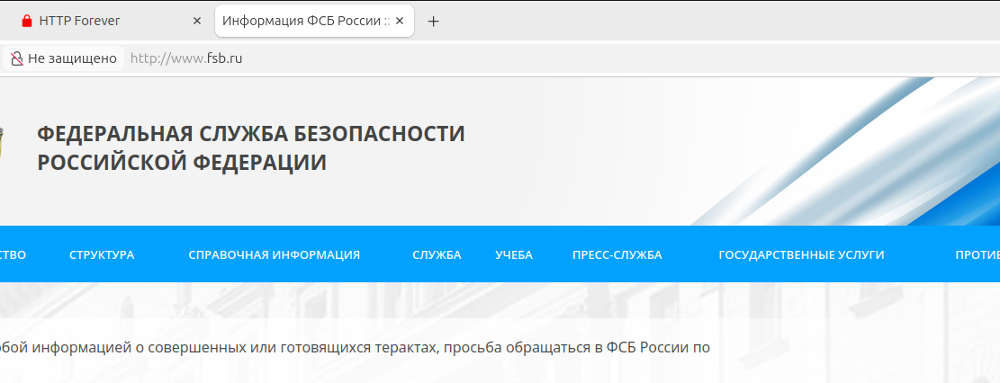 HTTP Forever
Информация ФСБ России ::
Не защищено http://www.fsb.ru
ФЕДЕРАЛЬНАЯ СЛУЖБА БЕЗОПАСНОСТИ
РОССИЙСКОЙ ФЕДЕРАЦИИ
СТВО СТРУКТУРА СПРАВОЧНАЯ ИНФОРМАЦИЯ СЛУЖБА УЧЕБА ПРЕСС-СЛУЖБА ГОСУДАРСТВЕННЫЕ УСЛУГИ ПРОТИВ
бой информацией о совершенных или готовящихся терактах, просьба обращаться в ФСБ России по